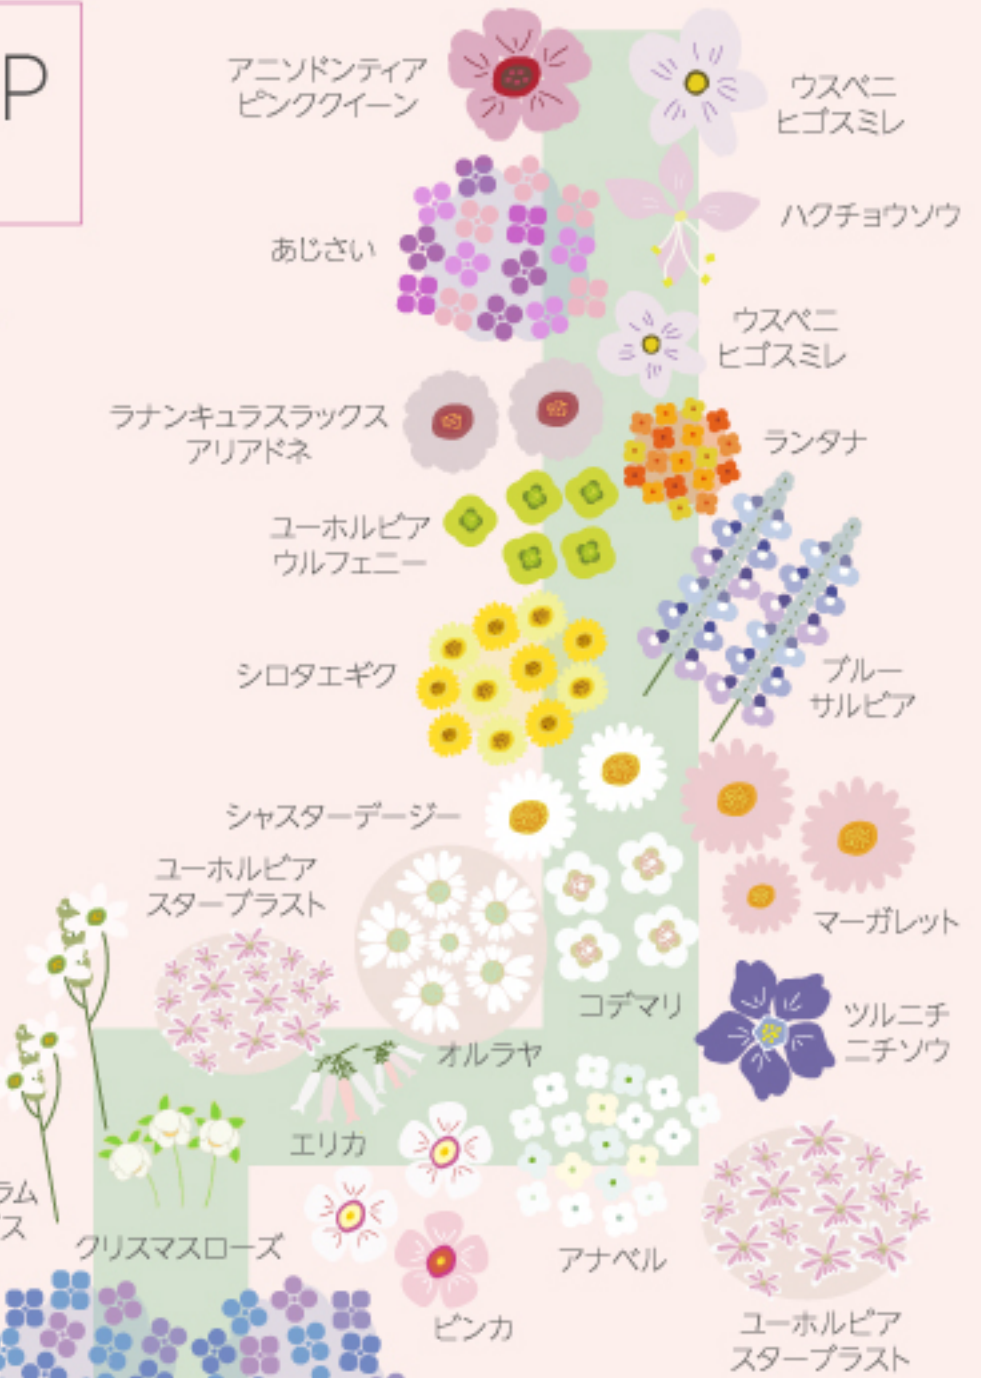 P
アニソドンティア
ピンククイーン
ウスベニ
ヒゴスミレ
ハクチョウソウ
あじさい
ウスベニ
ヒゴスミレ
ラナンキュラスラックス
アリアドネ
ランタナ
ユーホルビア
ウルフェニー
シロタエギク
ブルー
サルビア
シャスターデージー
ユーホルビア
スターブラスト
マーガレット
コデマリ
ツルニチ
ニチソウ
オルラヤ
エリカ
ラム
ス
クリスマスローズ
アナベル
ビンカ
ユーホルビア
スターブラスト